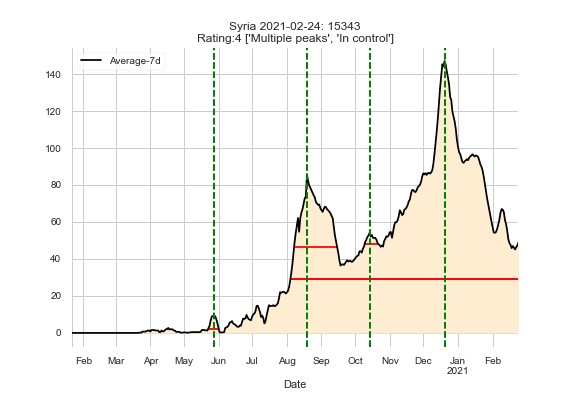 Syria 2021-02-24: 15343
Rating:4 ['Multiple peaks', 'In control']
Average-7d
140
120
100
80
60
40
20
0
Feb Mar Apr May Jun Jul Aug Sep Oct Nov Dec Jan Feb
2021
Date